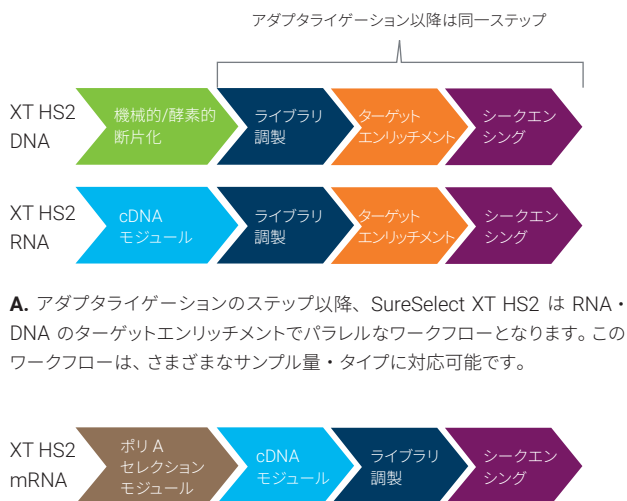 アダプタライゲーション以降は同一ステップ
XT HS2
DNA
機械的/酵素的
断片化
ライブラリ
調製
ターゲット
エンリッチメント
シークエン
シング
XT HS2
RNA
cDNA
モジュール
ライブラリ
調製
ターゲット
エンリッチメント
シークエン
シング
A. アダプタライゲーションのステップ以降、SureSelect XT HS2 は RNA・
DNA のターゲットエンリッチメントでパラレルなワークフローとなります。この
ワークフローは、さまざまなサンプル量・タイプに対応可能です。
XT HS2
mRNA
ポリ A
セレクション
モジュール
cDNA
モジュール
ライブラリ
調製
シークエン
シング